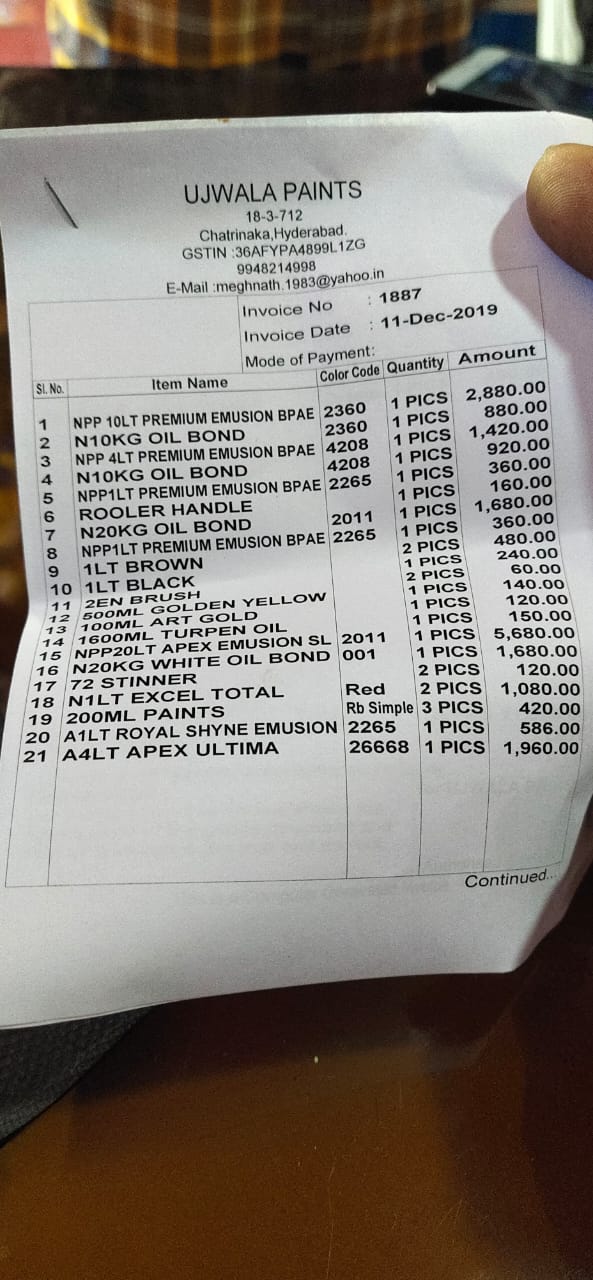 UJWALA PAINTS
18-3-712
Chatrinaka,Hyderabad.
GSTIN :36AFYPA4899L1ZG
9948214998
E-Mail :meghnath.1983@yahoo.in
Invoice No : 1887
Invoice Date : 11-Dec-2019
Mode of Payment:
Sl. No. Item Name Color Code Quantity Amount
1 NPP 10LT PREMIUM EMUSION BPAE 2360 1 PICS 2,880.00
2 N10KG OIL BOND 2360 1 PICS 880.00
3 NPP 4LT PREMIUM EMUSION BPAE 4208 1 PICS 1,420.00
4 N10KG OIL BOND 4208 1 PICS 920.00
5 NPP1LT PREMIUM EMUSION BPAE 2265 1 PICS 360.00
6 ROOLER HANDLE 1 PICS 160.00
7 N20KG OIL BOND 2011 1 PICS 1,680.00
8 NPP1LT PREMIUM EMUSION BPAE 2265 1 PICS 360.00
9 1LT BROWN 2 PICS 480.00
10 1LT BLACK 1 PICS 240.00
11 2EN BRUSH 2 PICS 60.00
12 500ML GOLDEN YELLOW 1 PICS 140.00
13 100ML ART GOLD 1 PICS 120.00
14 1600ML TURPEN OIL 1 PICS 150.00
15 NPP20LT APEX EMUSION SL 2011 1 PICS 5,680.00
16 N20KG WHITE OIL BOND 001 1 PICS 1,680.00
17 72 STINNER 2 PICS 120.00
18 N1LT EXCEL TOTAL Red 2 PICS 1,080.00
19 200ML PAINTS Rb Simple 3 PICS 420.00
20 A1LT ROYAL SHYNE EMUSION 2265 1 PICS 586.00
21 A4LT APEX ULTIMA 26668 1 PICS 1,960.00
Continued...